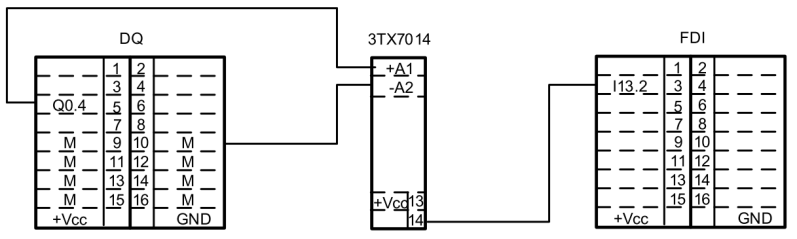 DQ
1 2
3 4
Q0.4 5 6
7 8
M 9 10 M
M 11 12 M
M 13 14 M
M 15 16 M
+Vcc GND
3TX7014
+A1
-A2
+Vcc 13
14
FDI
1 2
I13.2 3 4
5 6
7 8
9 10
11 12
13 14
15 16
+Vcc GND